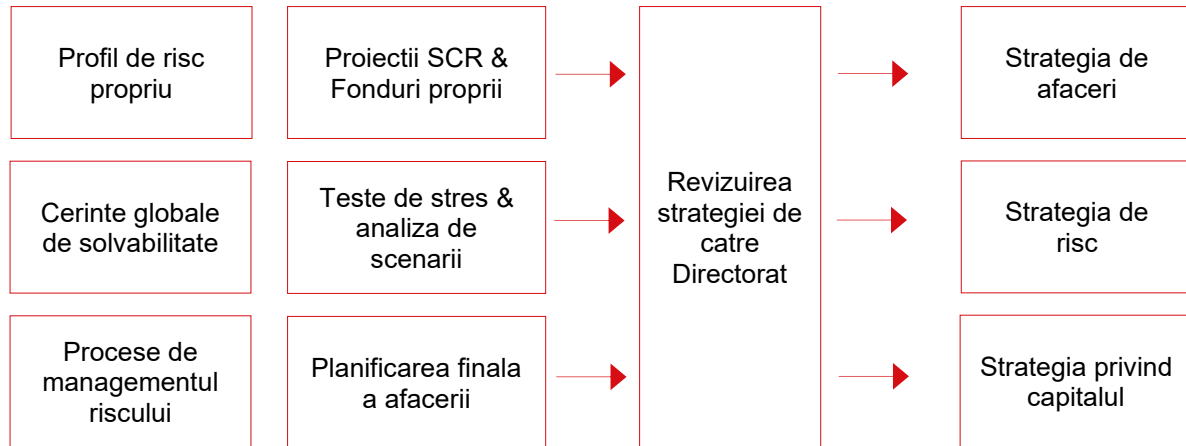 Profil de risc
propriu
Proiectii SCR &
Fonduri proprii
Strategia de
afaceri
Cerinte globale
de solvabilitate
Teste de stres &
analiza de
scenarii
Revizuirea
strategiei de
catre
Directorat
Strategia de
risc
Procese de
managementul
riscului
Planificarea finala
a afacerii
Strategia privind
capitalul